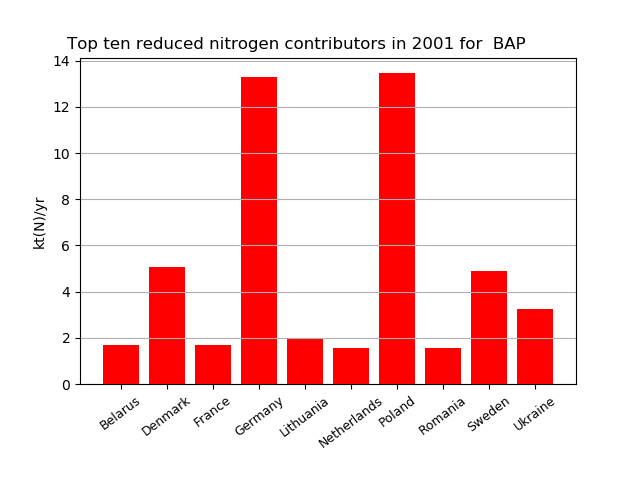 Top ten reduced nitrogen contributors in 2001 for  BAP
14
12
10
8
6
4
2
0
kt(N)/yr
Belarus
Denmark
France
Germany
Lithuania
Netherlands
Poland
Romania
Sweden
Ukraine